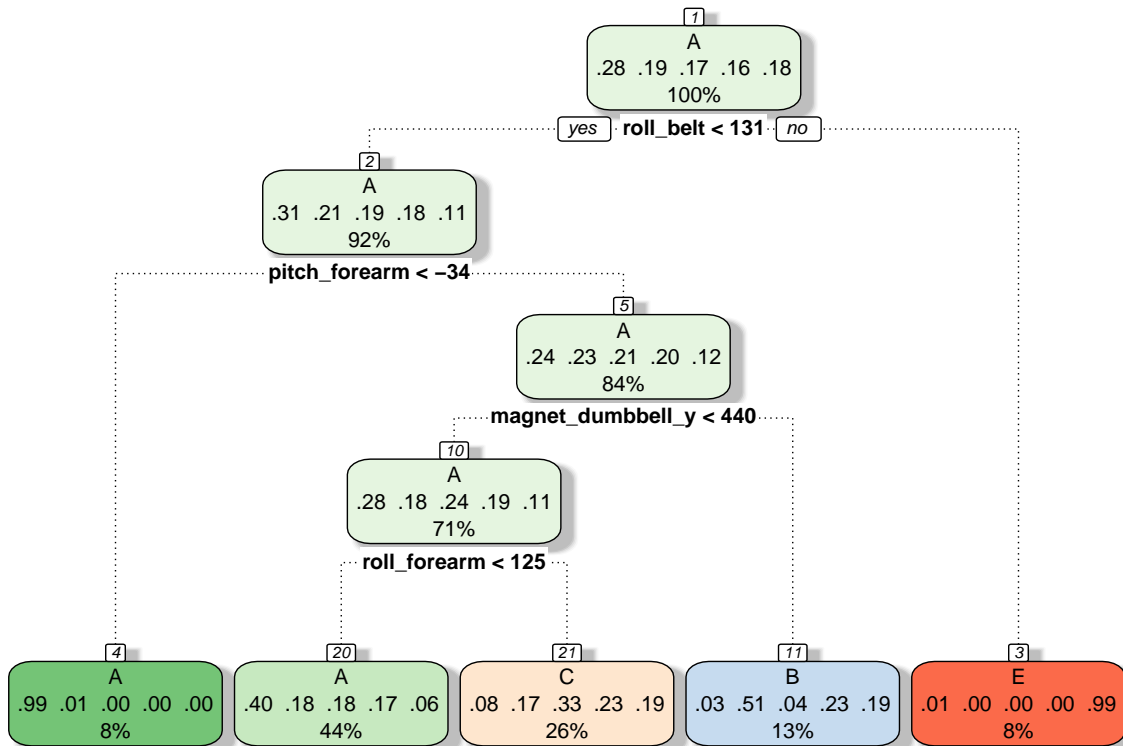 1
A
.28 .19 .17 .16 .18
100%
yes roll_belt < 131 no
2
A
.31 .21 .19 .18 .11
92%
pitch_forearm < −34
5
A
.24 .23 .21 .20 .12
84%
magnet_dumbbell_y < 440
10
A
.28 .18 .24 .19 .11
71%
roll_forearm < 125
4
A
.99 .01 .00 .00 .00
8%
20
A
.40 .18 .18 .17 .06
44%
21
C
.08 .17 .33 .23 .19
26%
11
B
.03 .51 .04 .23 .19
13%
3
E
.01 .00 .00 .00 .99
8%